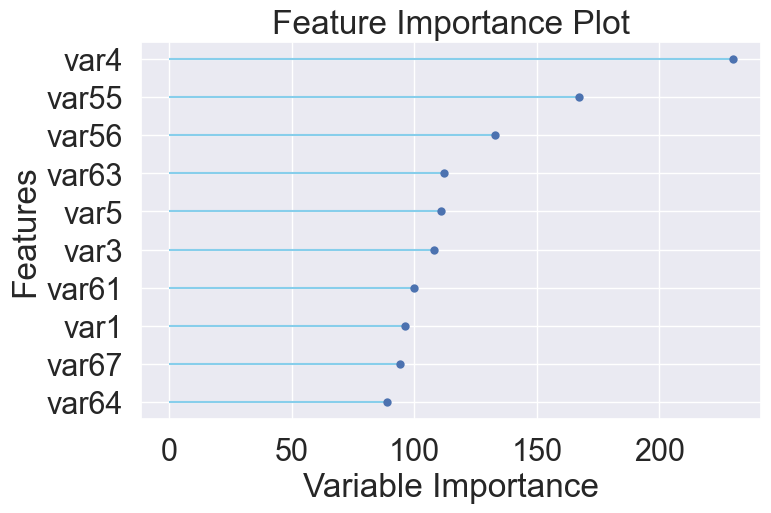 Feature Importance Plot
Features
var4
var55
var56
var63
var5
var3
var61
var1
var67
var64
0 50 100 150 200
Variable Importance